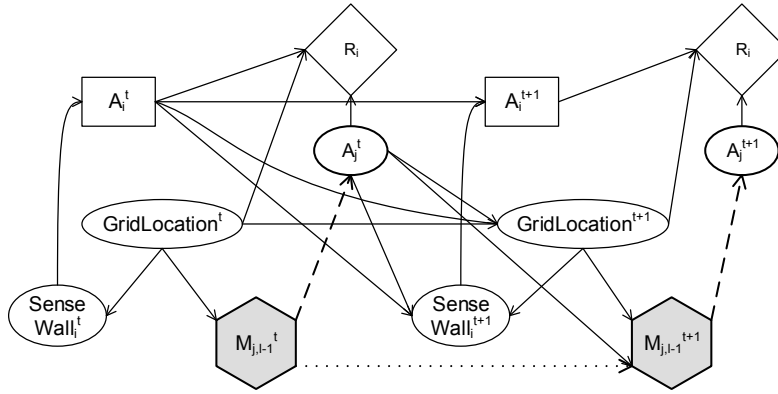 R_i
R_i
A_i^t
A_i^{t+1}
A_j^t
A_j^{t+1}
GridLocation^t
GridLocation^{t+1}
Sense
Wall_i^t
Sense
Wall_i^{t+1}
M_{j,l-1}^t
M_{j,l-1}^{t+1}